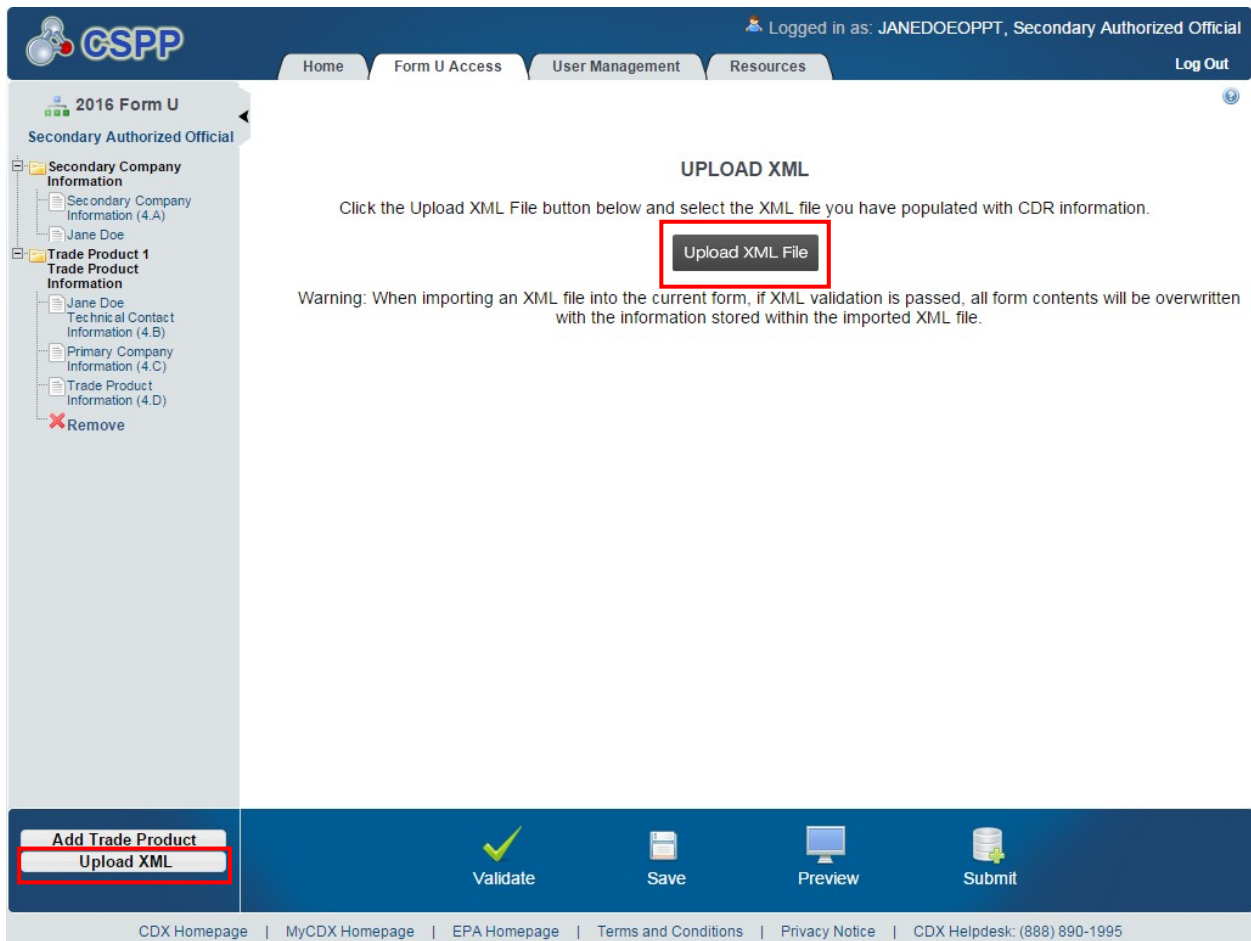 CSPP
Logged in as: JANEDOEOPPT, Secondary Authorized Official
Home
Form U Access
User Management
Resources
Log Out
2016 Form U
Secondary Authorized Official
Secondary Company
Information
Secondary Company
Information (4.A)
Jane Doe
Trade Product 1
Trade Product
Information
Jane Doe
Technical Contact
Information (4.B)
Primary Company
Information (4.C)
Trade Product
Information (4.D)
Remove
UPLOAD XML
Click the Upload XML File button below and select the XML file you have populated with CDR information.
Upload XML File
Warning: When importing an XML file into the current form, if XML validation is passed, all form contents will be overwritten
with the information stored within the imported XML file.
Add Trade Product
Upload XML
Validate
Save
Preview
Submit
CDX Homepage | MyCDX Homepage | EPA Homepage | Terms and Conditions | Privacy Notice | CDX Helpdesk: (888) 890-1995